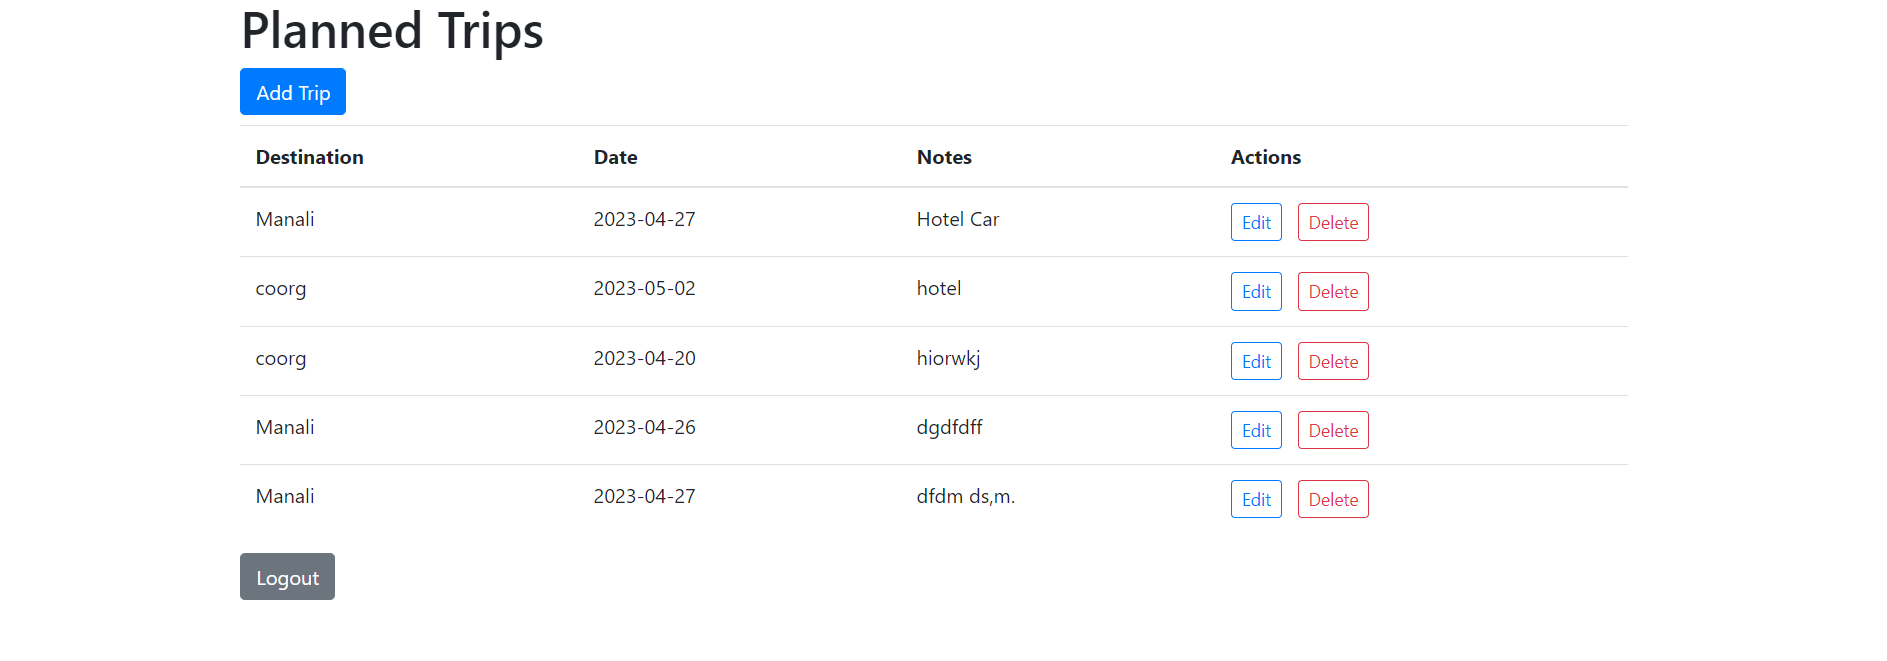 Planned Trips
Add Trip
Destination Date Notes Actions
Manali 2023-04-27 Hotel Car Edit Delete
coorg 2023-05-02 hotel Edit Delete
coorg 2023-04-20 hiorwkj Edit Delete
Manali 2023-04-26 dgdfdff Edit Delete
Manali 2023-04-27 dfdm ds,m. Edit Delete
Logout